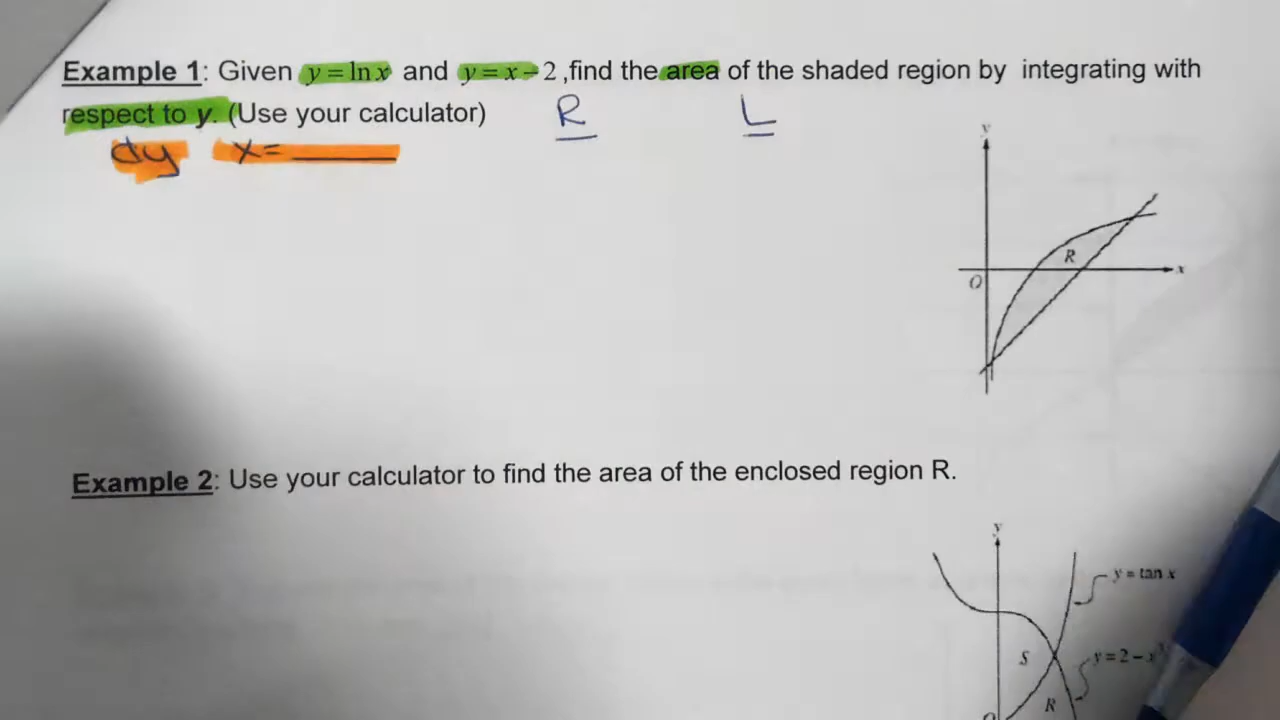 Example 1: Given y = ln x and y = x – 2 ,find the area of the shaded region by integrating with
respect to y. (Use your calculator)
R L
dy x =
y
R
x
O
Example 2: Use your calculator to find the area of the enclosed region R.
y
y = tan x
S
y = 2 – x
R
O